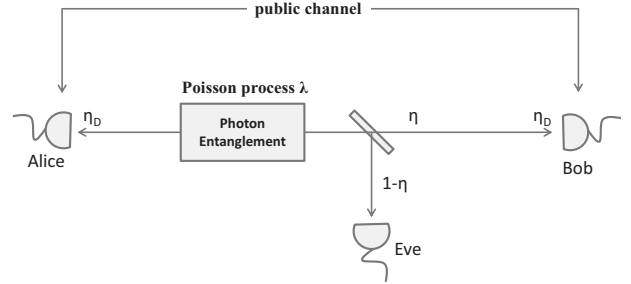 public channel
Poisson process λ
η_D
Photon
Entanglement
η
η_D
Alice
Bob
1-η
Eve